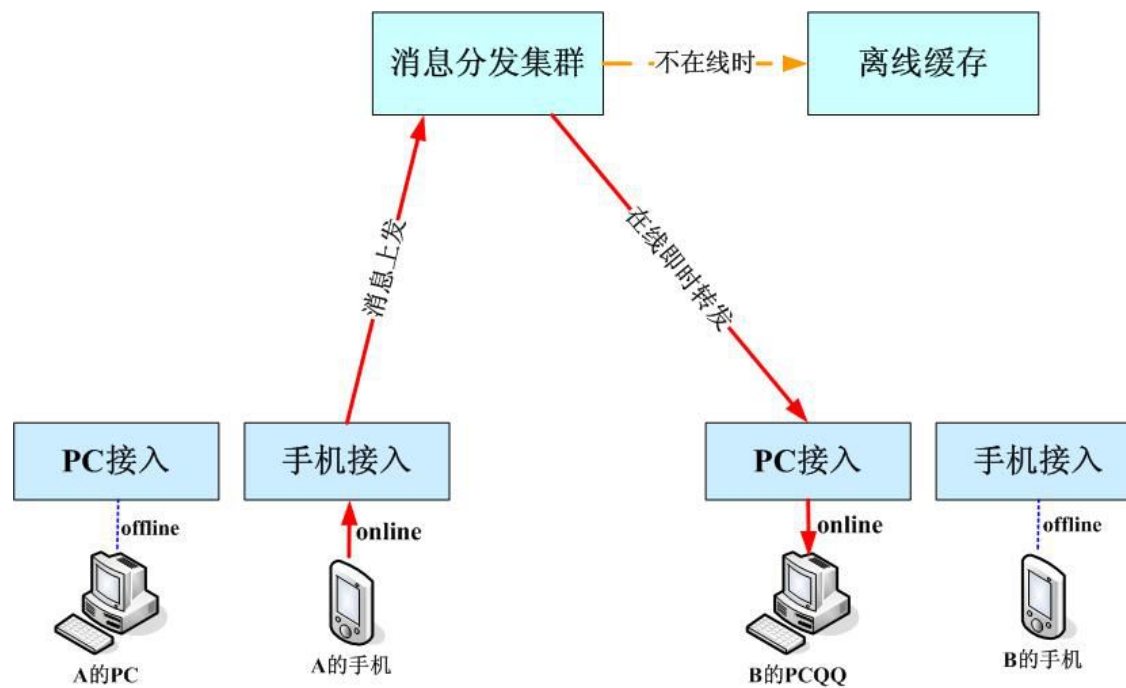 消息分发集群
不在线时
离线缓存
消息上发
在线即时转发
PC接入
手机接入
PC接入
手机接入
offline
online
online
offline
A的PC
A的手机
B的PCQQ
B的手机